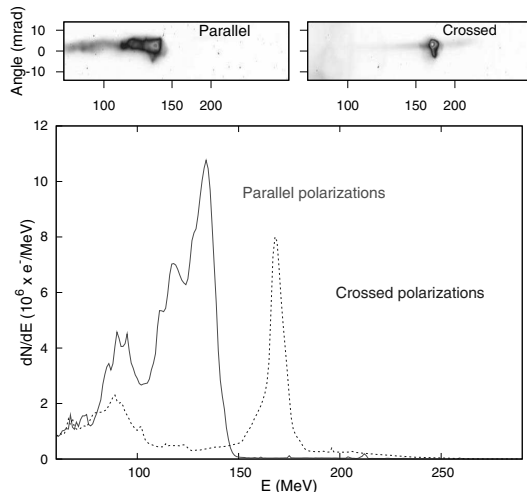 Angle (mrad)
10
0
-10
Parallel
Crossed
100 150 200
100 150 200
12
10
8
6
4
2
0
dN/dE (10⁶ x e⁻/MeV)
Parallel polarizations
Crossed polarizations
100 150 200 250
E (MeV)